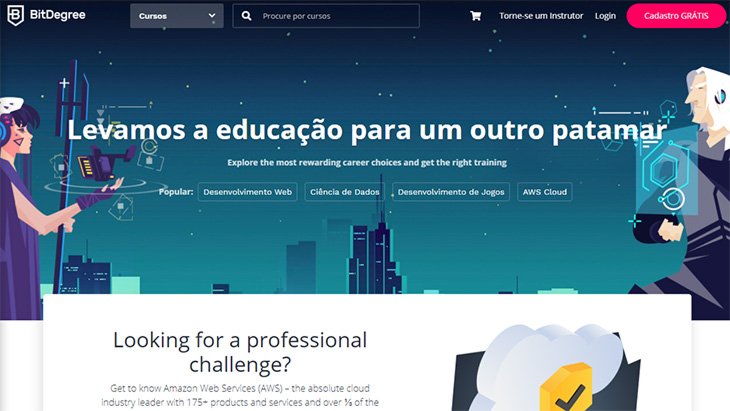 BitDegree
Cursos
Procure por cursos
Torne-se um Instrutor
Login
Cadastro GRÁTIS
Levamos a educação para um outro patamar
Explore the most rewarding career choices and get the right training
Popular: Desenvolvimento Web Ciência de Dados Desenvolvimento de Jogos AWS Cloud
Looking for a professional
challenge?
Get to know Amazon Web Services (AWS) – the absolute cloud
industry leader with 175+ products and services and over ⅓ of the